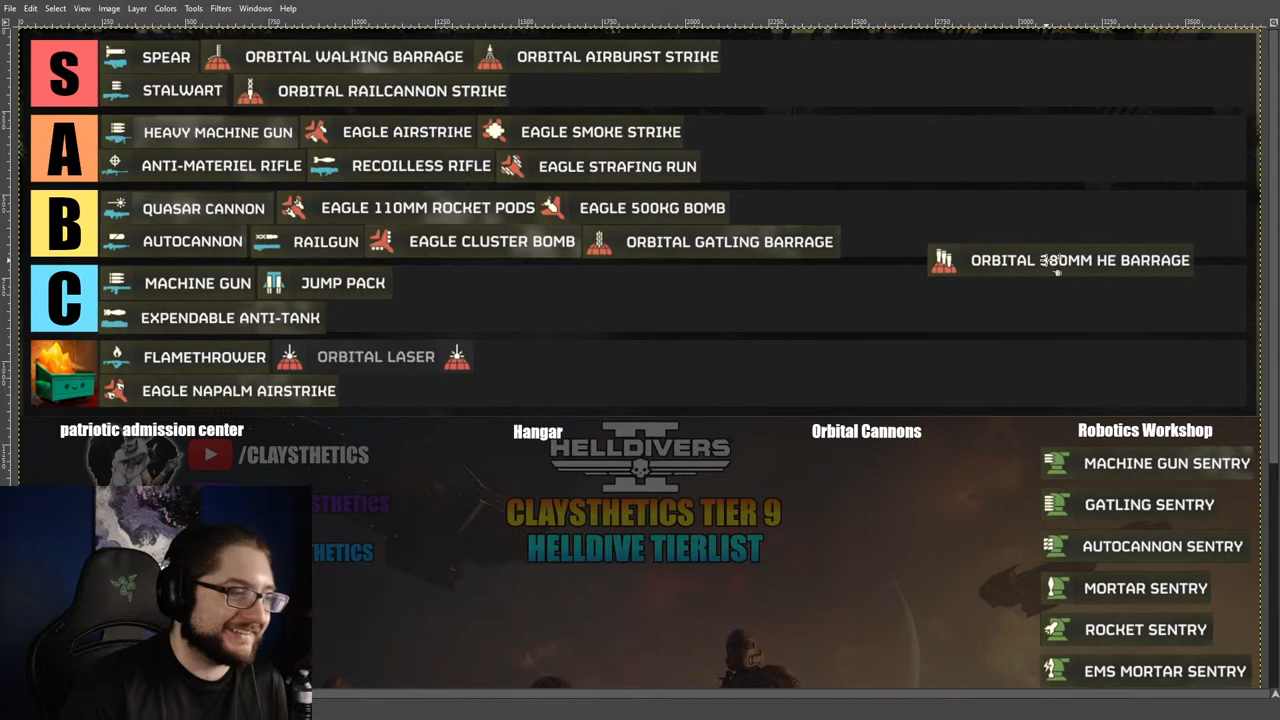 File Edit Select View Image Layer Colors Tools Filters Windows Help
S
SPEAR ORBITAL WALKING BARRAGE ORBITAL AIRBURST STRIKE
STALWART ORBITAL RAILCANNON STRIKE
A
HEAVY MACHINE GUN EAGLE AIRSTRIKE EAGLE SMOKE STRIKE
ANTI-MATERIEL RIFLE RECOILLESS RIFLE EAGLE STRAFING RUN
B
QUASAR CANNON EAGLE 110MM ROCKET PODS EAGLE 500KG BOMB
AUTOCANNON RAILGUN EAGLE CLUSTER BOMB ORBITAL GATLING BARRAGE
ORBITAL 380MM HE BARRAGE
C
MACHINE GUN JUMP PACK
EXPENDABLE ANTI-TANK
FLAMETHROWER ORBITAL LASER
EAGLE NAPALM AIRSTRIKE
patriotic admission center Hangar Orbital Cannons Robotics Workshop
/CLAYSTHETICS
HELLDIVERS
II
CLAYSTHETICS TIER 9
HELLDIVE TIERLIST
MACHINE GUN SENTRY
GATLING SENTRY
AUTOCANNON SENTRY
MORTAR SENTRY
ROCKET SENTRY
EMS MORTAR SENTRY